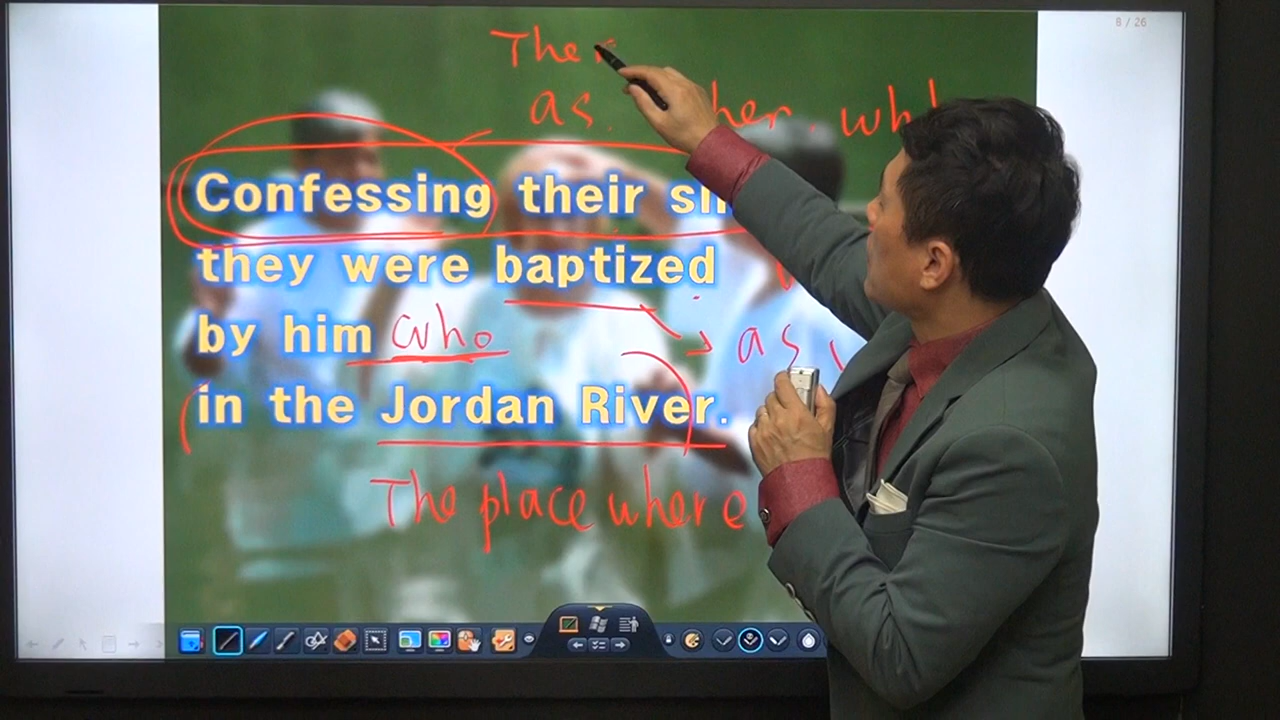 8 / 26
The
as. wh
Confessing their
they were baptized
by him who
as
in the Jordan River.
The place where